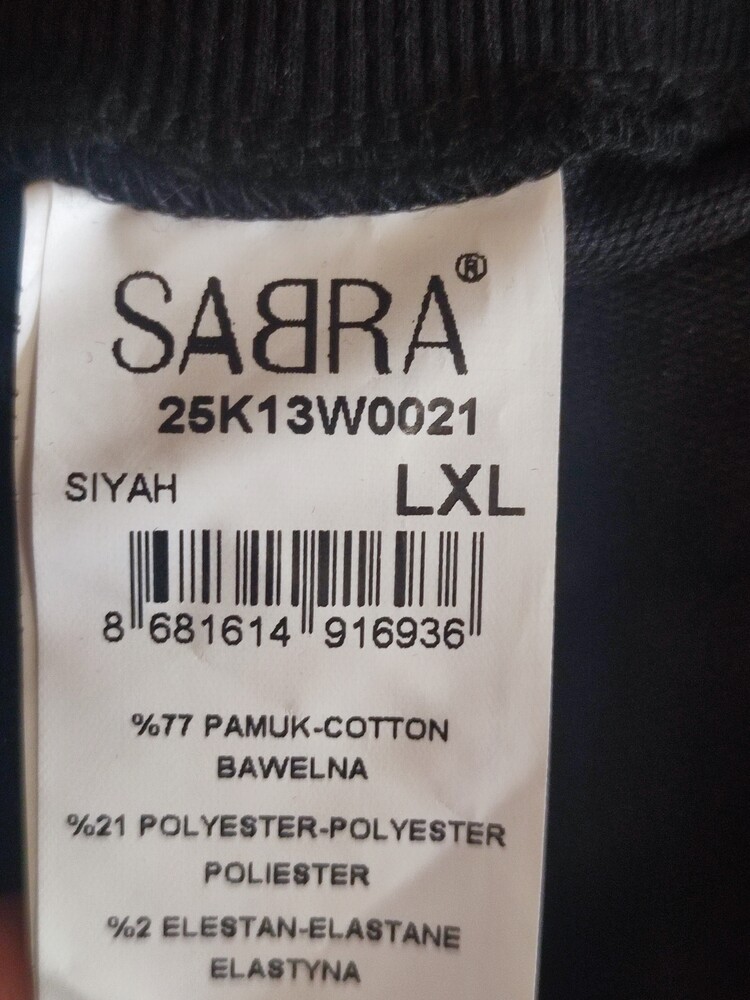 SABRA®
25K13W0021
SIYAH LXL
8 681614 916936
%77 PAMUK-COTTON
BAWELNA
%21 POLYESTER-POLYESTER
POLIESTER
%2 ELESTAN-ELASTANE
ELASTYNA